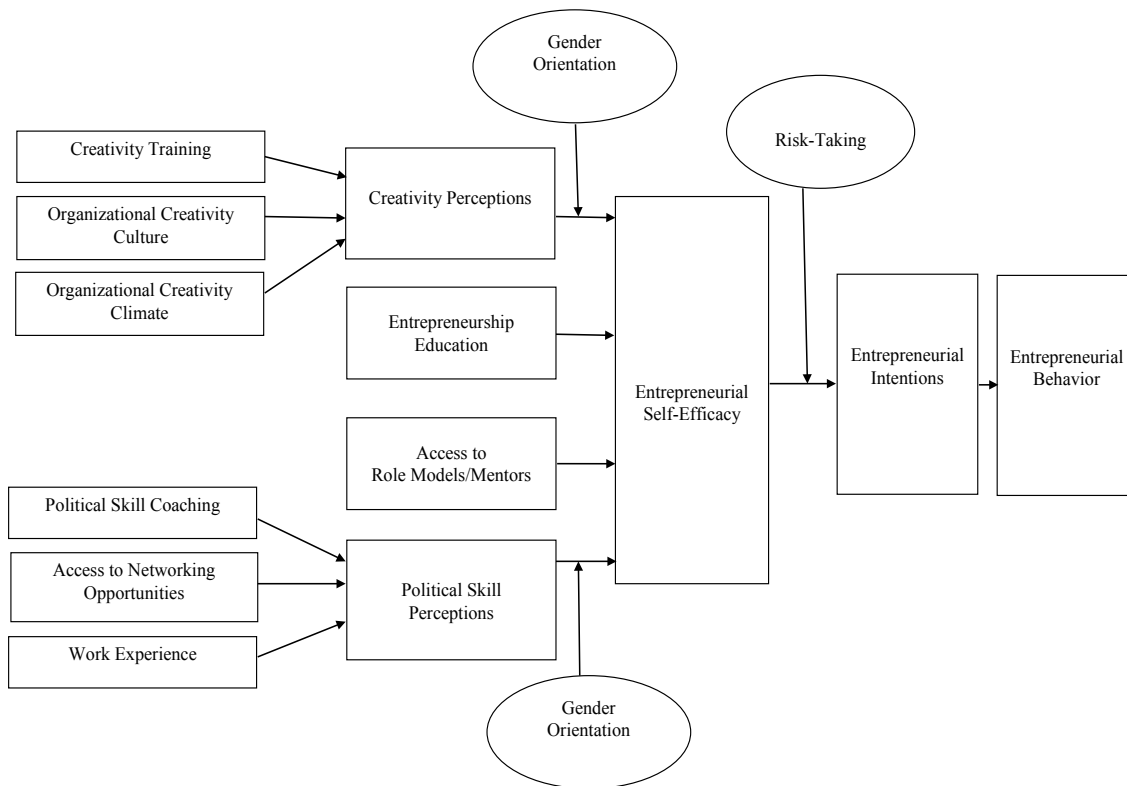 Gender
Orientation
Risk-Taking
Creativity Training
Creativity Perceptions
Organizational Creativity
Culture
Organizational Creativity
Climate
Entrepreneurship
Education
Entrepreneurial
Self-Efficacy
Entrepreneurial
Intentions
Entrepreneurial
Behavior
Access to
Role Models/Mentors
Political Skill Coaching
Access to Networking
Opportunities
Political Skill
Perceptions
Work Experience
Gender
Orientation